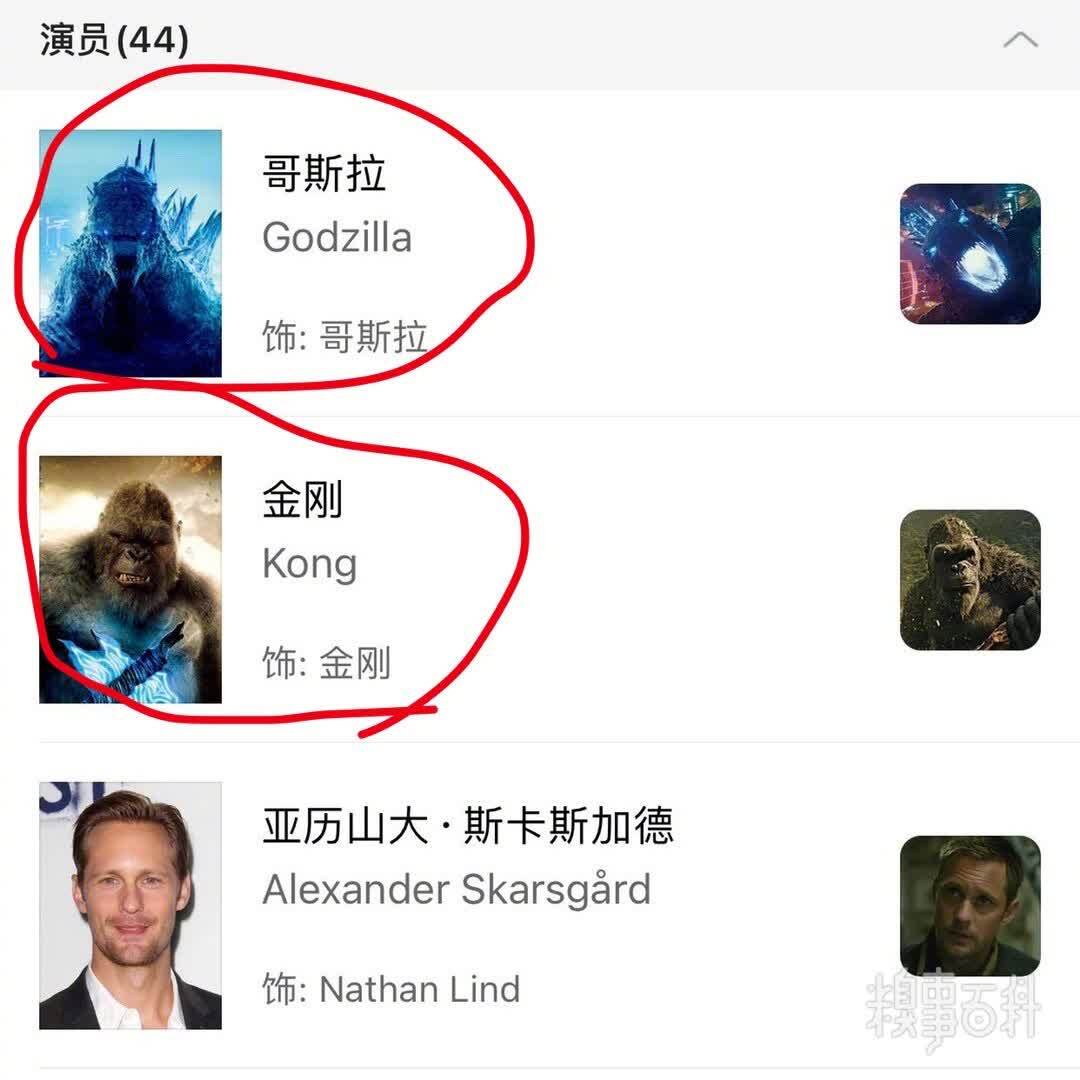 演员(44)
哥斯拉
Godzilla
饰: 哥斯拉
金刚
Kong
饰: 金刚
亚历山大·斯卡斯加德
Alexander Skarsgård
饰: Nathan Lind
糗事百科